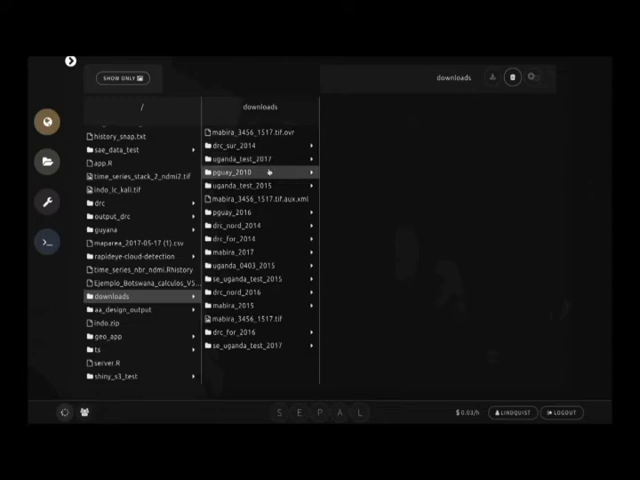 SHOW ONLY
downloads
/
downloads
history_snap.txt
sae_data_test
app.R
time_series_stack_2_ndmi2.tif
indo_lc_kali.tif
drc
output_drc
guyana
maparea_2017-05-17 (1).csv
rapideye-cloud-detection
time_series_nbr_ndmi.RHistory
Ejemplo_Botswana_calculos_V5...
downloads
aa_design_output
indo.zip
geo_app
ts
server.R
shiny_s3_test
mabira_3456_1517.tif.ovr
drc_sur_2014
uganda_test_2017
pguay_2010
uganda_test_2015
mabira_3456_1517.tif.aux.xml
pguay_2016
drc_nord_2014
drc_for_2014
mabira_2017
uganda_0403_2015
se_uganda_test_2015
drc_nord_2016
mabira_2015
mabira_3456_1517.tif
drc_for_2016
se_uganda_test_2017
S E P A L
$ 0.03/h
LINDQUIST
LOGOUT